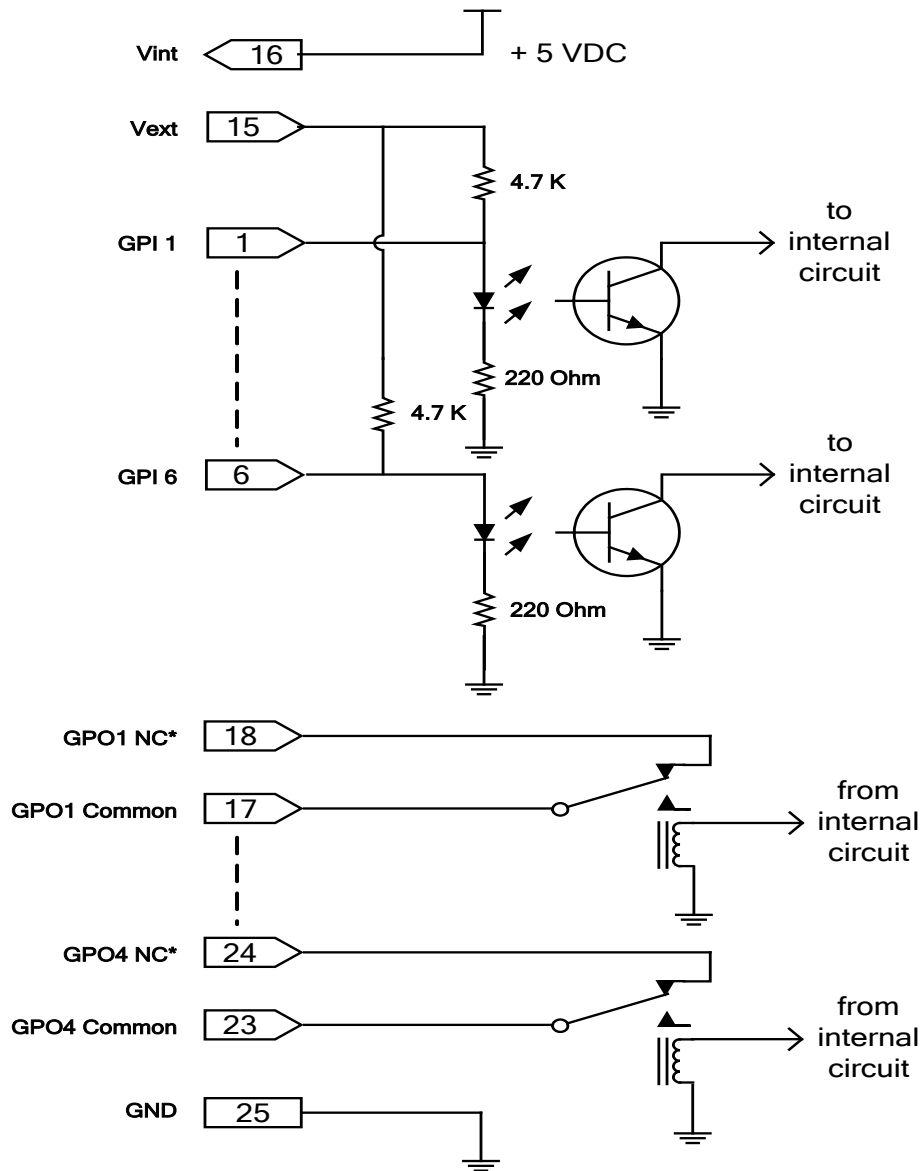 Vint 16 + 5 VDC
Vext 15
4.7 K
GPI 1 1
to
internal
circuit
220 Ohm
4.7 K
GPI 6 6
to
internal
circuit
220 Ohm
GPO1 NC* 18
GPO1 Common 17
from
internal
circuit
GPO4 NC* 24
GPO4 Common 23
from
internal
circuit
GND 25